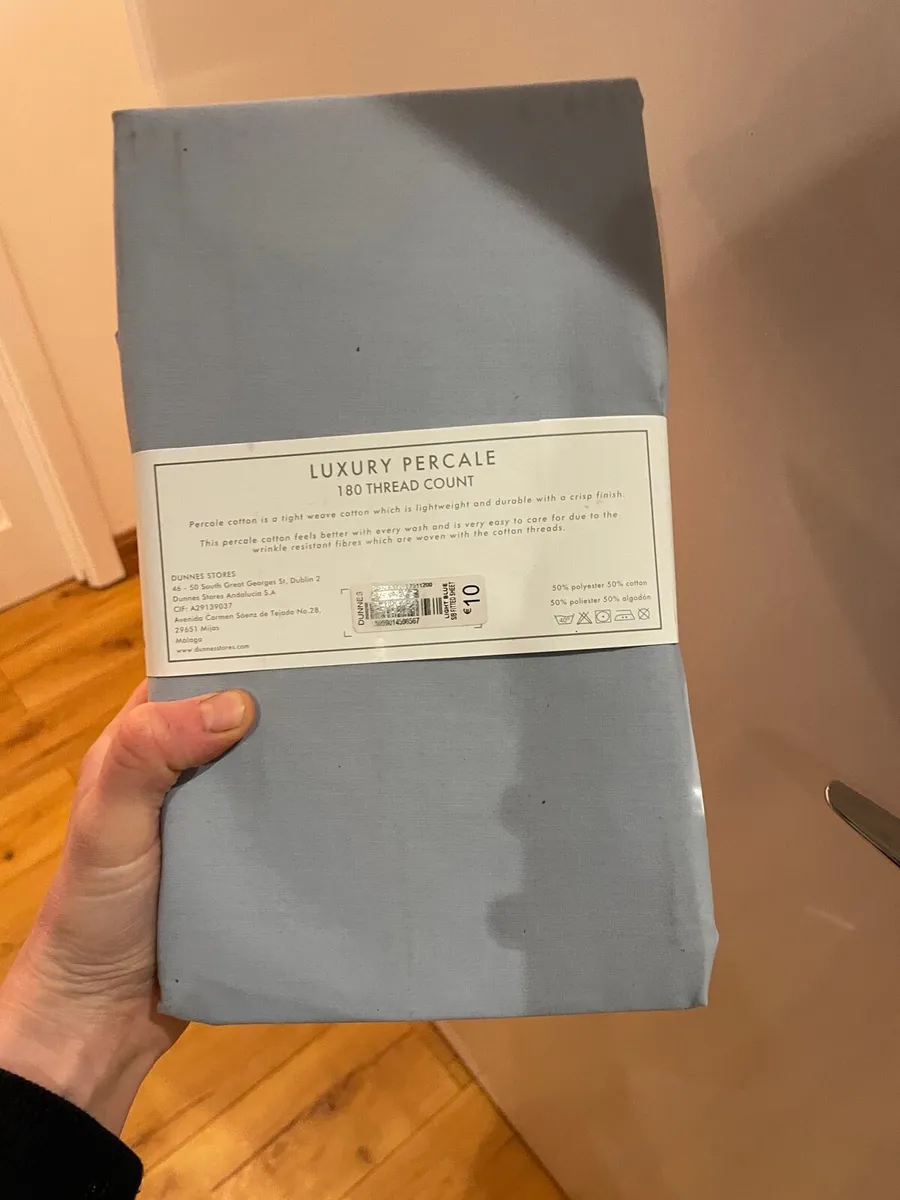 LUXURY PERCALE
180 THREAD COUNT
Percale cotton is a tight weave cotton which is lightweight and durable with a crisp finish.
This percale cotton feels better with every wash and is very easy to care for due to the
wrinkle resistant fibres which are woven with the cotton threads.
DUNNES STORES
46 - 50 South Great Georges St, Dublin 2
Dunnes Stores Andalucia S.A
CIF: A29139037
Avenida Carmen Sáenz de Tejada No.28,
29651 Mijas
Málaga
www.dunnesstores.com
DUNNES
LIGHT BLUE
S/B FITTED SHEET
€10
50% polyester 50% cotton
50% poliester 50% algodón
40°